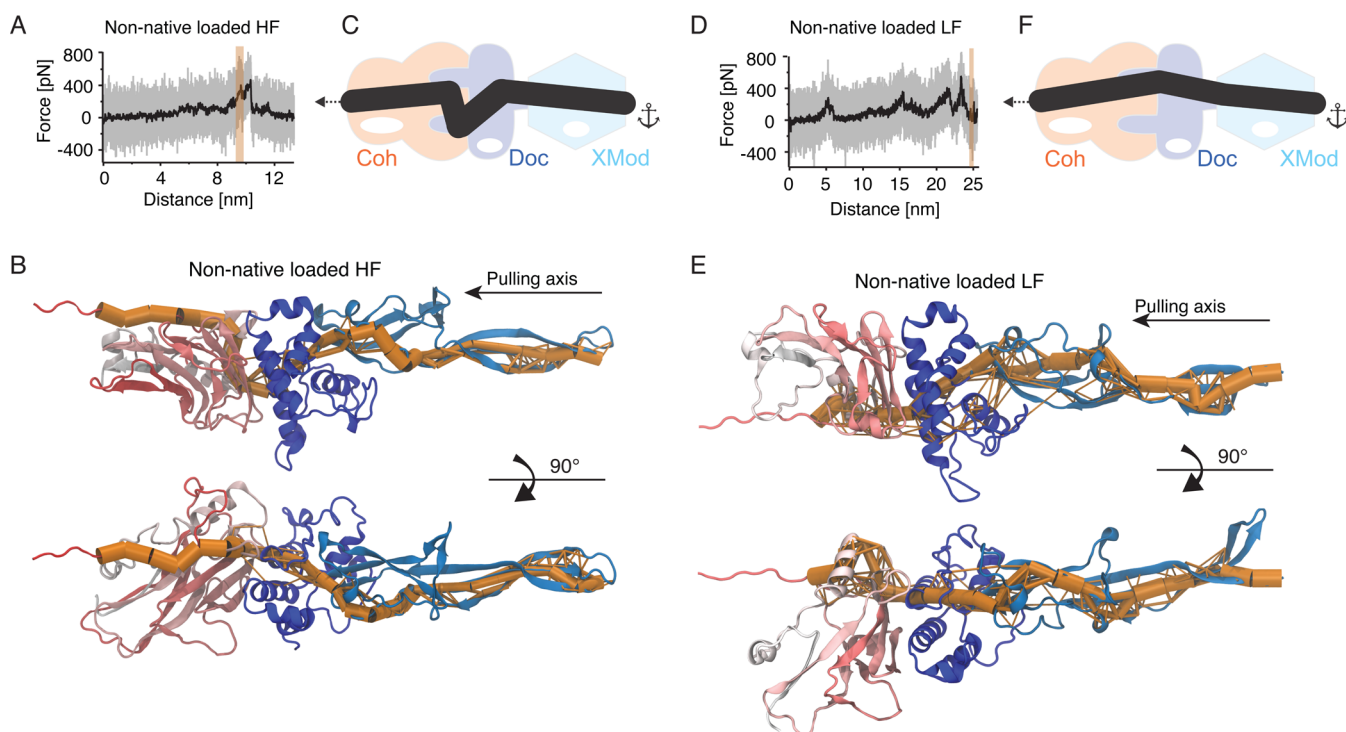 A
Non-native loaded HF
Force [pN]
800
400
0
-400
0
4
8
12
Distance [nm]
C
Coh
Doc
XMod
D
Non-native loaded LF
Force [pN]
800
400
0
-400
0
5
10
15
20
25
Distance [nm]
F
Coh
Doc
XMod
B
Non-native loaded HF
Pulling axis
90°
E
Non-native loaded LF
Pulling axis
90°